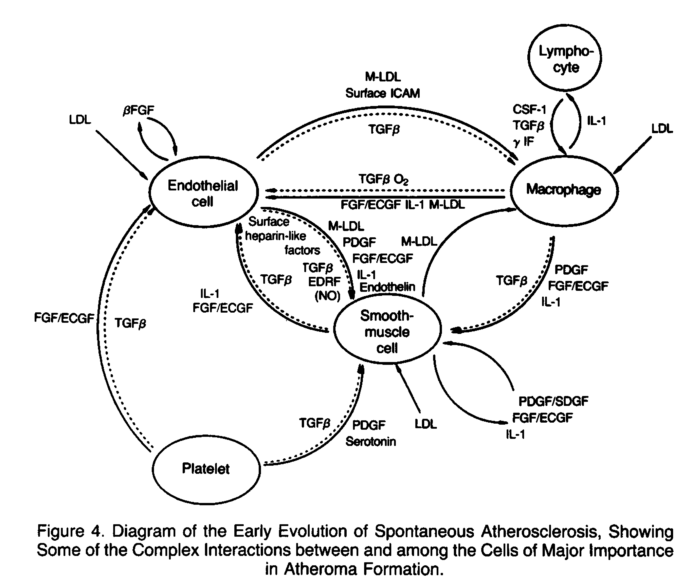 Lympho-
cyte
M-LDL
Surface ICAM
TGFβ
CSF-1
TGFβ
γ IF
IL-1
LDL
βFGF
LDL
Endothelial
cell
TGFβ O₂
FGF/ECGF IL-1 M-LDL
Macrophage
Surface
heparin-like
factors
TGFβ
EDRF
(NO)
M-LDL
PDGF
FGF/ECGF
IL-1
Endothelin
M-LDL
TGFβ
PDGF
FGF/ECGF
IL-1
TGFβ
IL-1
FGF/ECGF
FGF/ECGF
TGFβ
Smooth-
muscle
cell
TGFβ
PDGF
Serotonin
LDL
PDGF/SDGF
FGF/ECGF
IL-1
Platelet
Figure 4. Diagram of the Early Evolution of Spontaneous Atherosclerosis, Showing
Some of the Complex Interactions between and among the Cells of Major Importance
in Atheroma Formation.